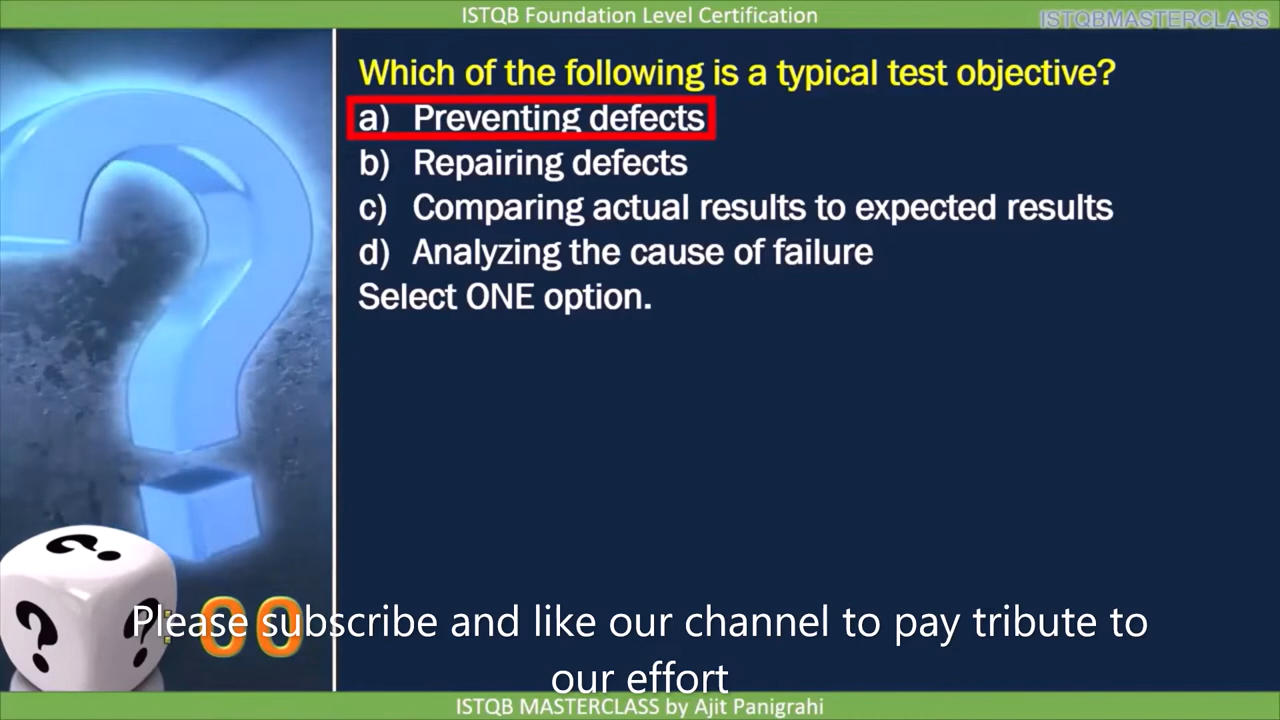 ISTQB Foundation Level Certification
ISTQBMASTERCLASS
Which of the following is a typical test objective?
a) Preventing defects
b) Repairing defects
c) Comparing actual results to expected results
d) Analyzing the cause of failure
Select ONE option.
: 00
Please subscribe and like our channel to pay tribute to
our effort
ISTQB MASTERCLASS by Ajit Panigrahi